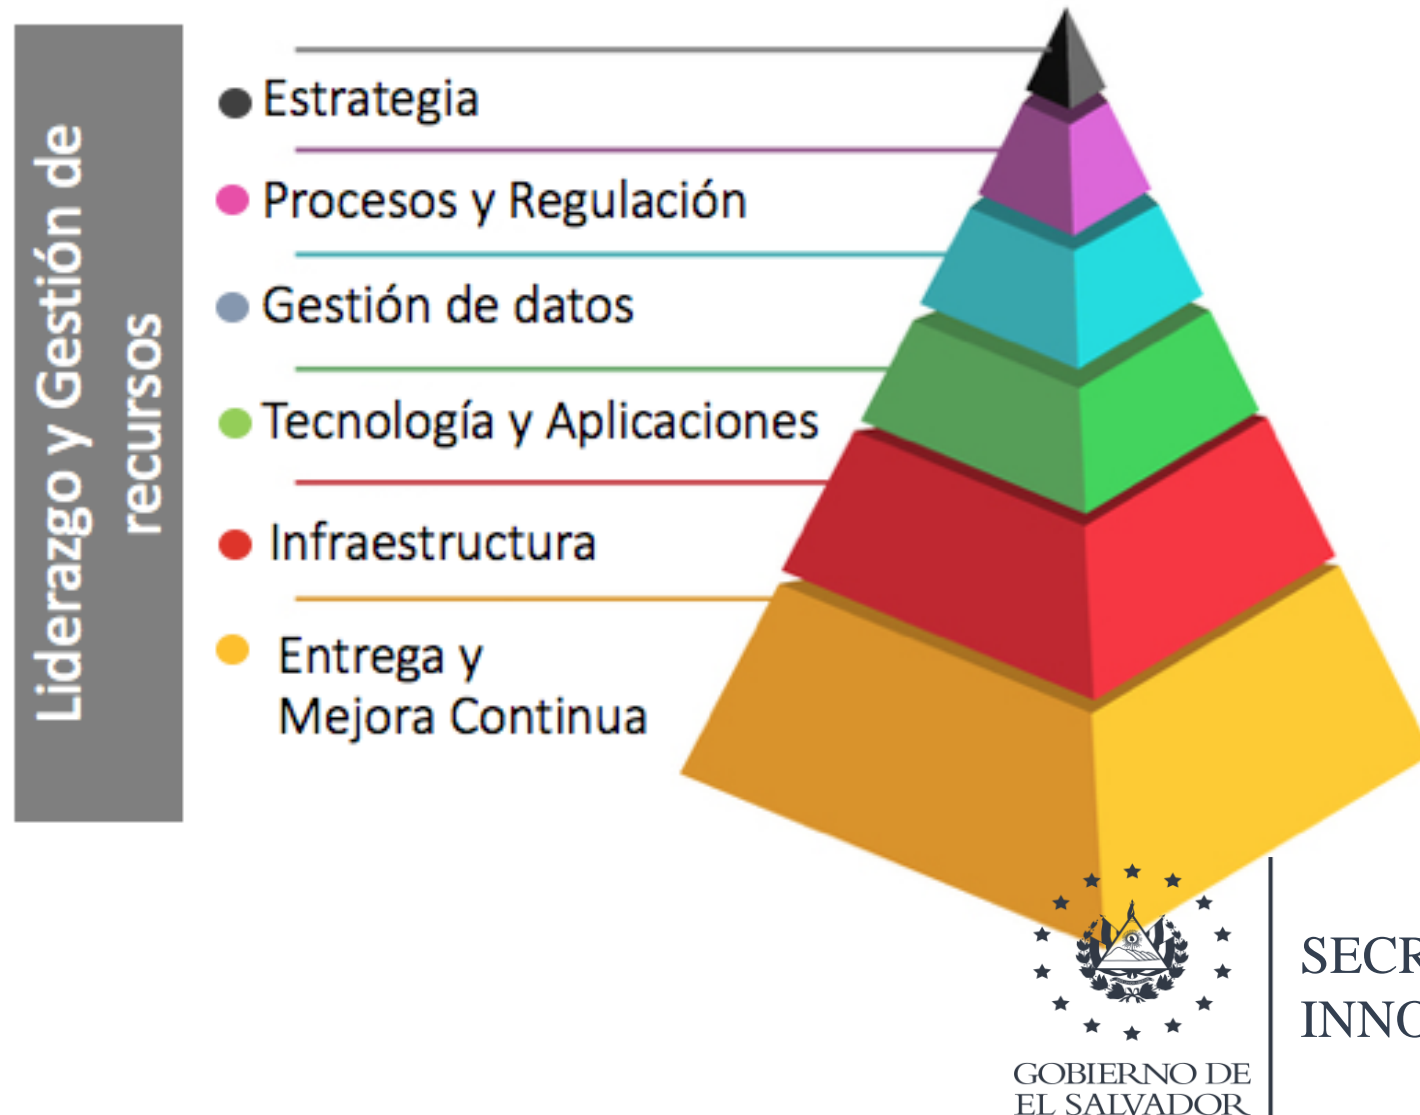 Liderazgo y Gestión de
recursos
Estrategia
Procesos y Regulación
Gestión de datos
Tecnología y Aplicaciones
Infraestructura
Entrega y
Mejora Continua
GOBIERNO DE
EL SALVADOR